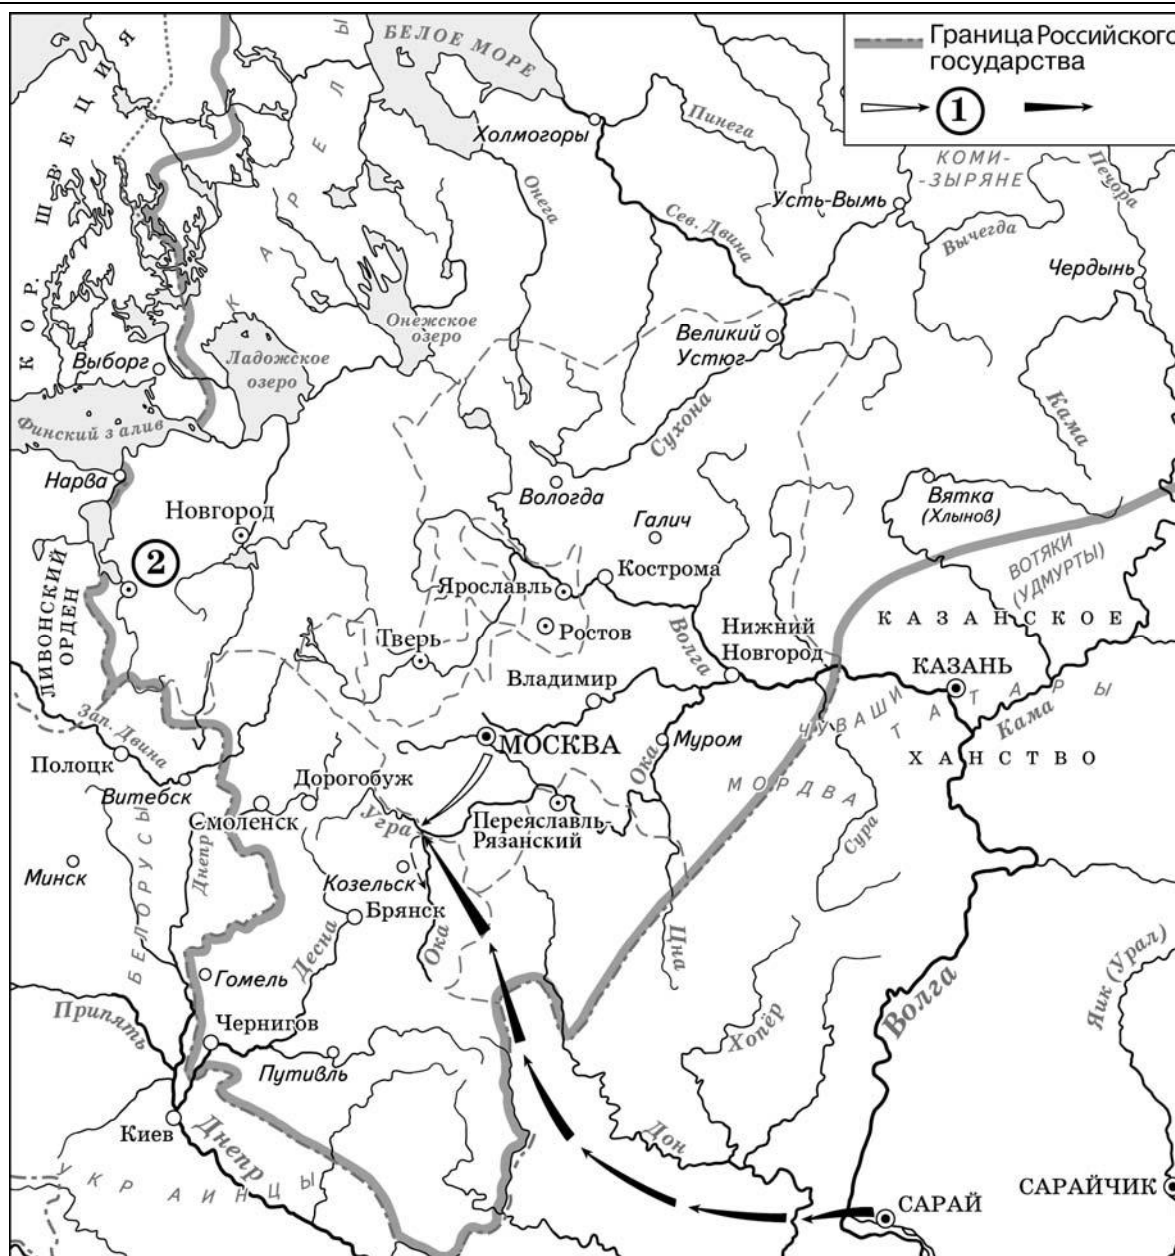 Граница Российского
государства
1
БЕЛОЕ МОРЕ
КОР. ШВЕЦИЯ
КАРЕЛЫ
Холмогоры
Пинега
КОМИ-
-ЗЫРЯНЕ
Печора
Онега
Усть-Вымь
Сев. Двина
Вычегда
Чердынь
Онежское
озеро
Великий
Устюг
Выборг
Ладожское
озеро
Финский залив
Сухона
Кама
Нарва
Вологда
Вятка
(Хлынов)
Новгород
Галич
2
ВОТЯКИ
(УДМУРТЫ)
Кострома
Ярославль
ЛИВОНСКИЙ
ОРДЕН
КАЗАНСКОЕ
Ростов
Волга
Нижний
Новгород
Тверь
КАЗАНЬ
Владимир
ЧУВАШИ
ТАТАРЫ
Кама
Зап. Двина
МОСКВА
Муром
Ока
ХАНСТВО
Полоцк
Витебск
Дорогобуж
МОРДВА
Смоленск
Угра
Переяславль-
Рязанский
Сура
Днепр
БЕЛОРУСЫ
Минск
Козельск
Брянск
Ока
Цна
Десна
Гомель
Волга
Яик (Урал)
Припять
Чернигов
Хопёр
Путивль
Киев
Днепр
Дон
УКРАИНЦЫ
САРАЙ
САРАЙЧИК